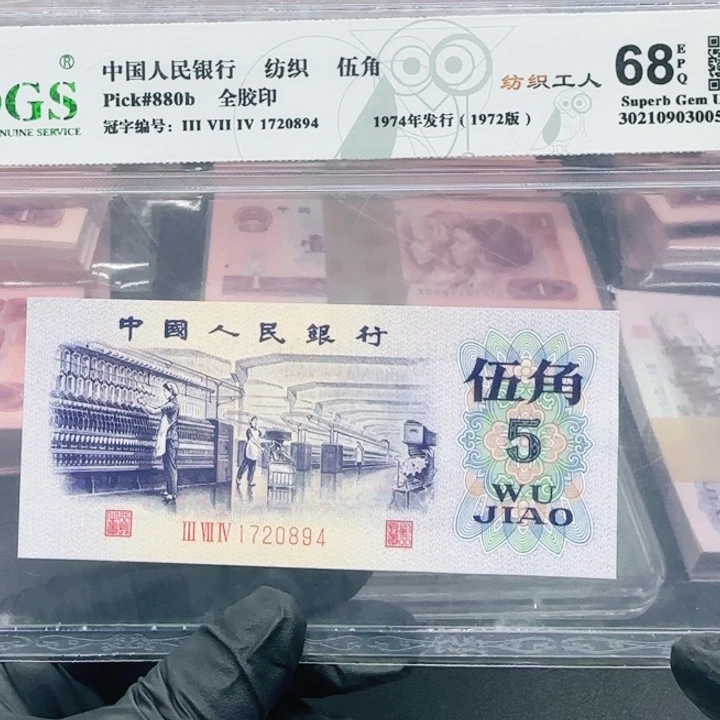 中国人民银行 纺织 伍角
Pick#880b 全胶印
冠字编号：III VII IV 1720894
1974年发行（1972版）
纺织工人
68 EPQ
Superb Gem U
30210903005
GS
®
NUINE SERVICE
中國人民銀行
伍角
5
WU
JIAO
III VII IV 1720894